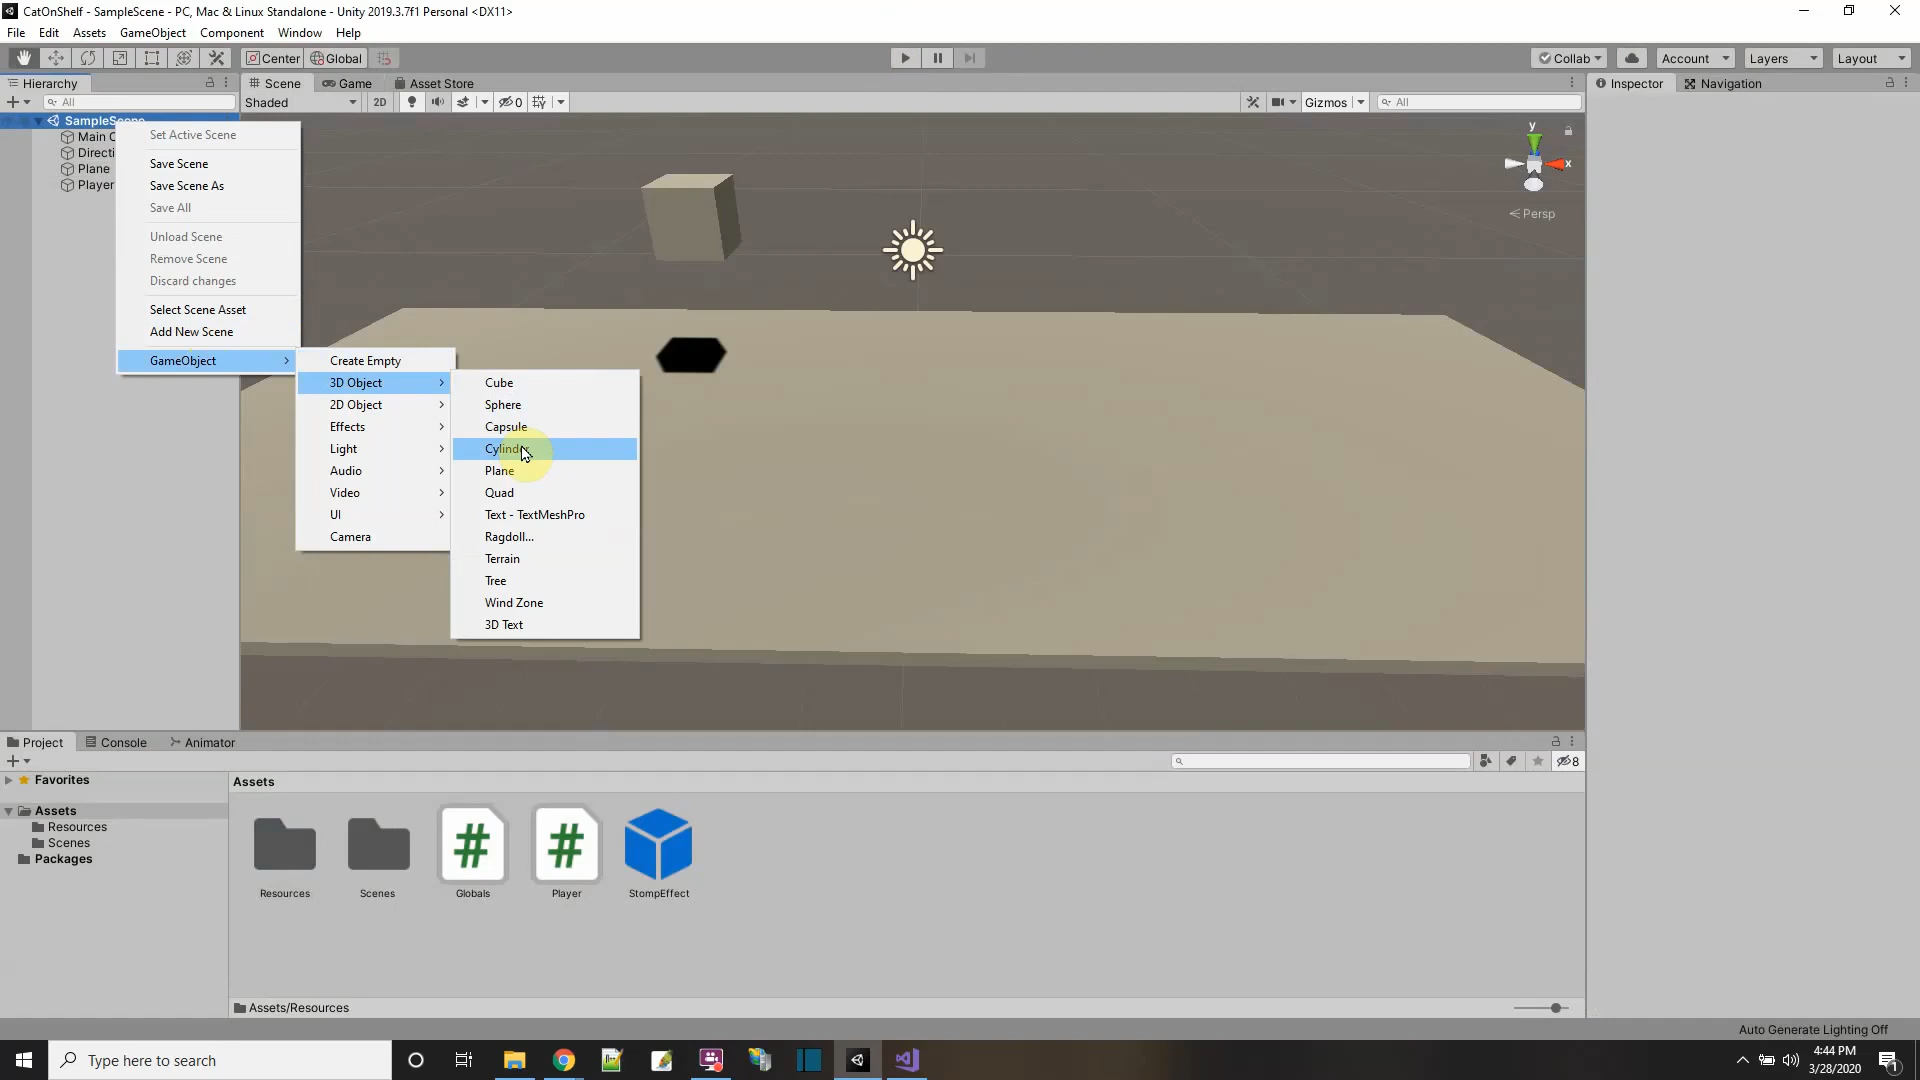 CatOnShelf - SampleScene - PC, Mac & Linux Standalone - Unity 2019.3.7f1 Personal <DX11>
File Edit Assets GameObject Component Window Help
Center Global Collab Account Layers Layout
Hierarchy Scene Game Asset Store Inspector Navigation
All Shaded 2D 0 Gizmos All
SampleScene
Main C
Directi
Plane
Player
Set Active Scene
Save Scene
Save Scene As
Save All
Unload Scene
Remove Scene
Discard changes
Select Scene Asset
Add New Scene
GameObject
Create Empty
3D Object
2D Object
Effects
Light
Audio
Video
UI
Camera
Cube
Sphere
Capsule
Cylinder
Plane
Quad
Text - TextMeshPro
Ragdoll...
Terrain
Tree
Wind Zone
3D Text
y
x
Persp
Project Console Animator
8
Favorites
Assets
Resources
Scenes
Packages
Assets
Resources Scenes Globals Player StompEffect
Assets/Resources
Auto Generate Lighting Off
Type here to search
4:44 PM
3/28/2020
1